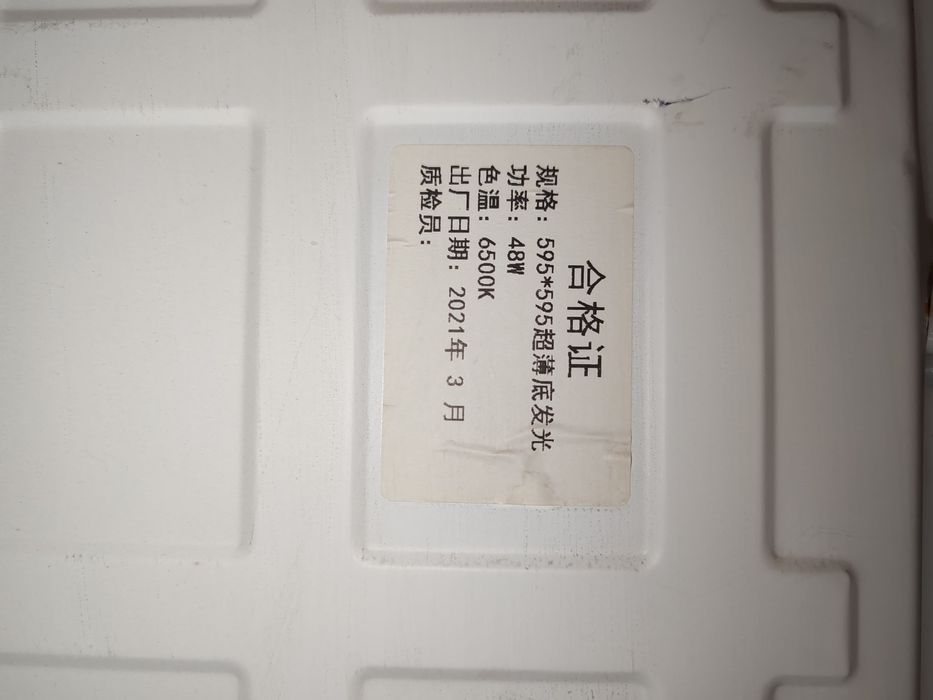 合格证
规格：595*595超薄底发光
功率：48W
色温：6500K
出厂日期：2021年 3 月
质检员：